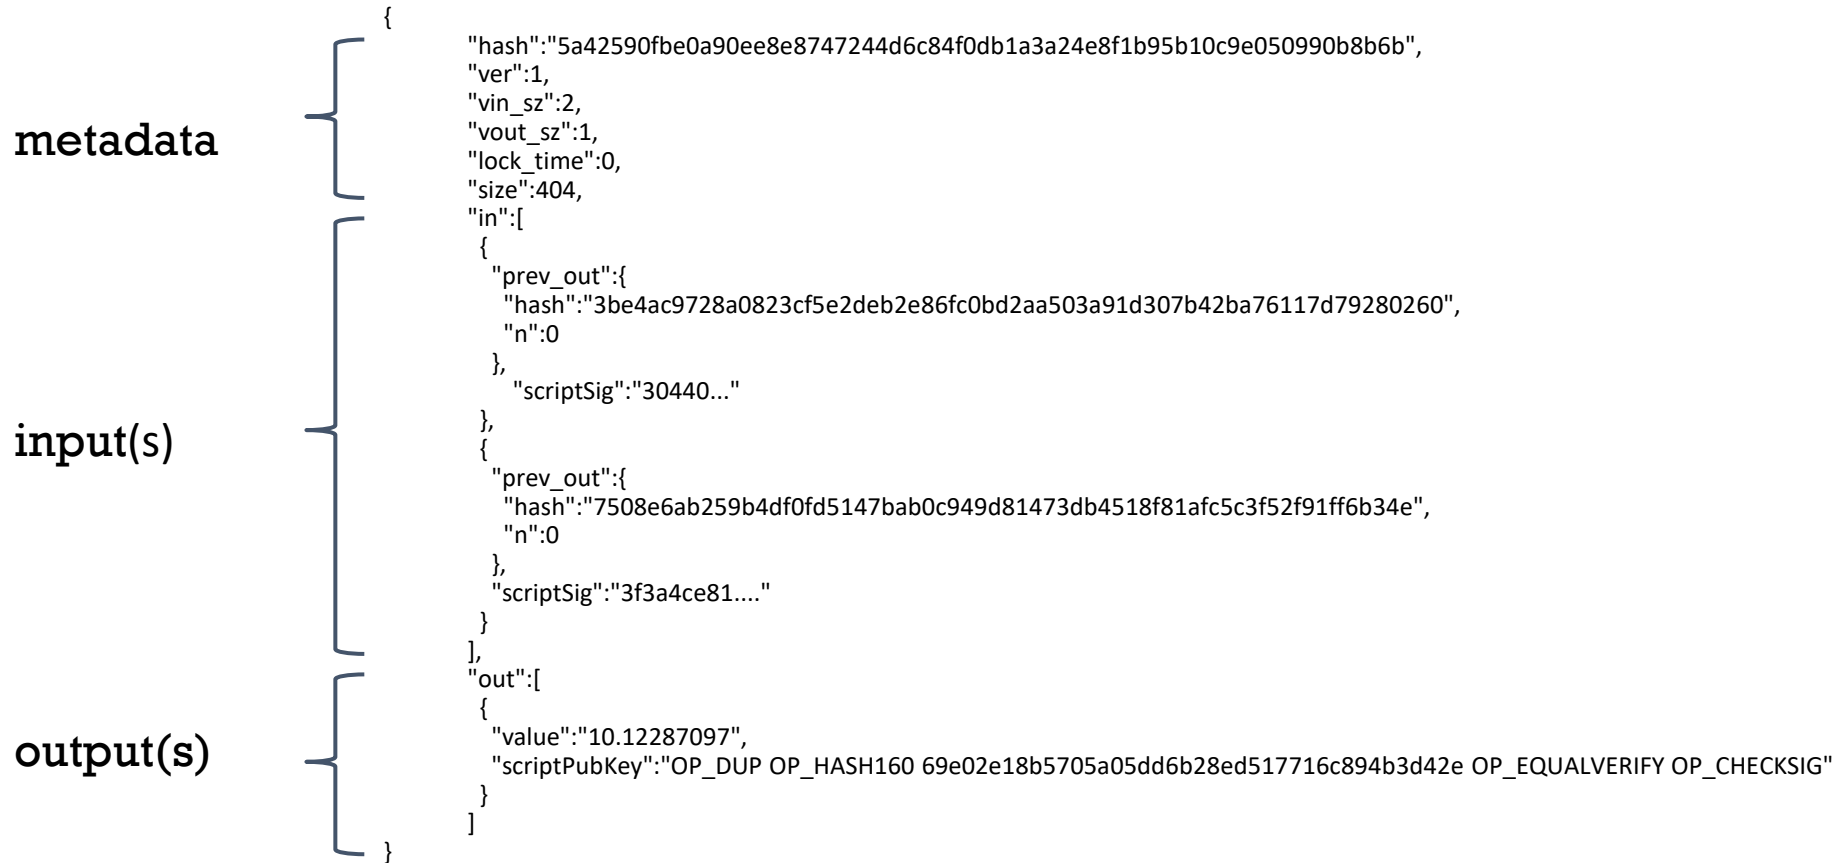 {
"hash":"5a42590fbe0a90ee8e8747244d6c84f0db1a3a24e8f1b95b10c9e050990b8b6b",
"ver":1,
"vin_sz":2,
metadata
"vout_sz":1,
"lock_time":0,
"size":404,
"in":[
{
"prev_out":{
"hash":"3be4ac9728a0823cf5e2deb2e86fc0bd2aa503a91d307b42ba76117d79280260",
"n":0
},
"scriptSig":"30440..."
},
input(s)
{
"prev_out":{
"hash":"7508e6ab259b4df0fd5147bab0c949d81473db4518f81afc5c3f52f91ff6b34e",
"n":0
},
"scriptSig":"3f3a4ce81...."
}
],
"out":[
{
output(s)
"value":"10.12287097",
"scriptPubKey":"OP_DUP OP_HASH160 69e02e18b5705a05dd6b28ed517716c894b3d42e OP_EQUALVERIFY OP_CHECKSIG"
}
]
}